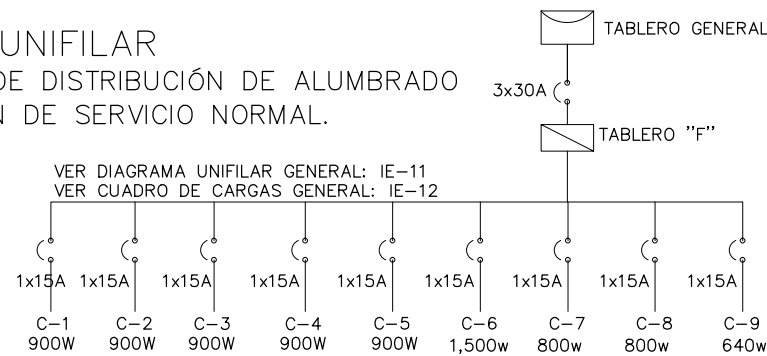 UNIFILAR
DE DISTRIBUCIÓN DE ALUMBRADO
N DE SERVICIO NORMAL.
TABLERO GENERAL
3x30A
TABLERO "F"
VER DIAGRAMA UNIFILAR GENERAL: IE-11
VER CUADRO DE CARGAS GENERAL: IE-12
1x15A 1x15A 1x15A 1x15A 1x15A 1x15A 1x15A 1x15A 1x15A
C-1 C-2 C-3 C-4 C-5 C-6 C-7 C-8 C-9
900W 900W 900W 900W 900W 1,500w 800w 800w 640w